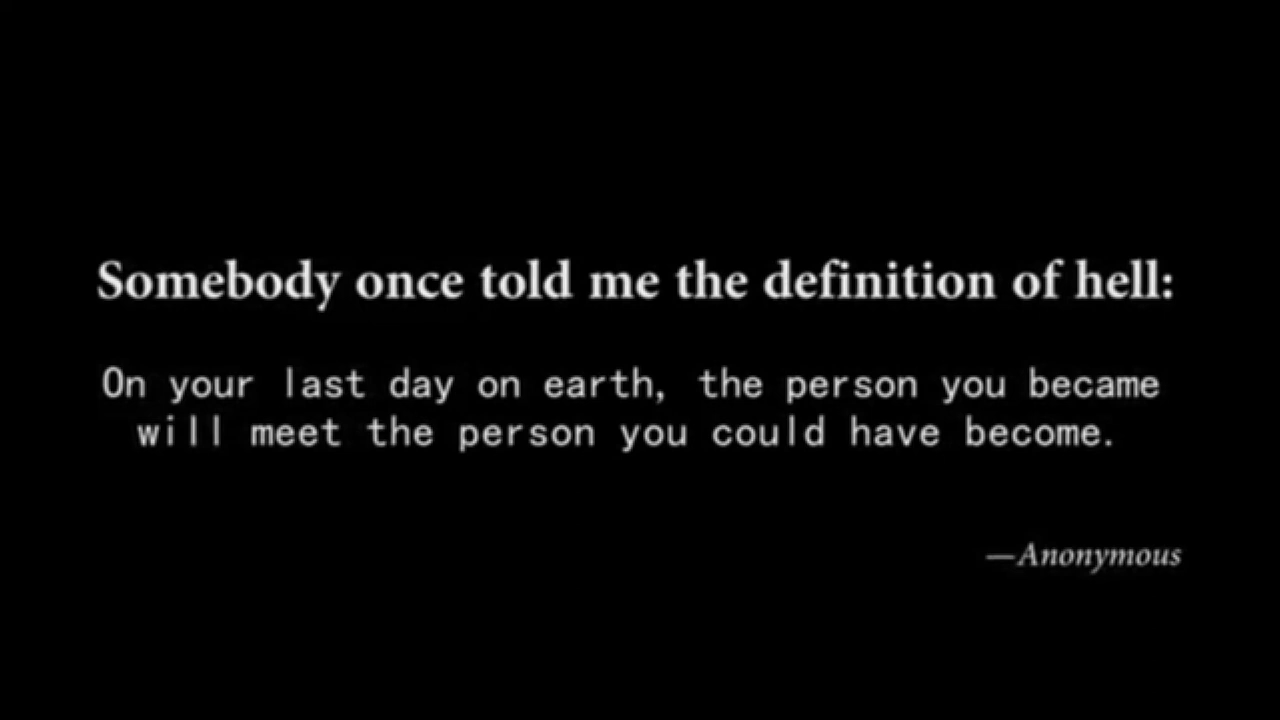 Somebody once told me the definition of hell:
On your last day on earth, the person you became
will meet the person you could have become.
—Anonymous